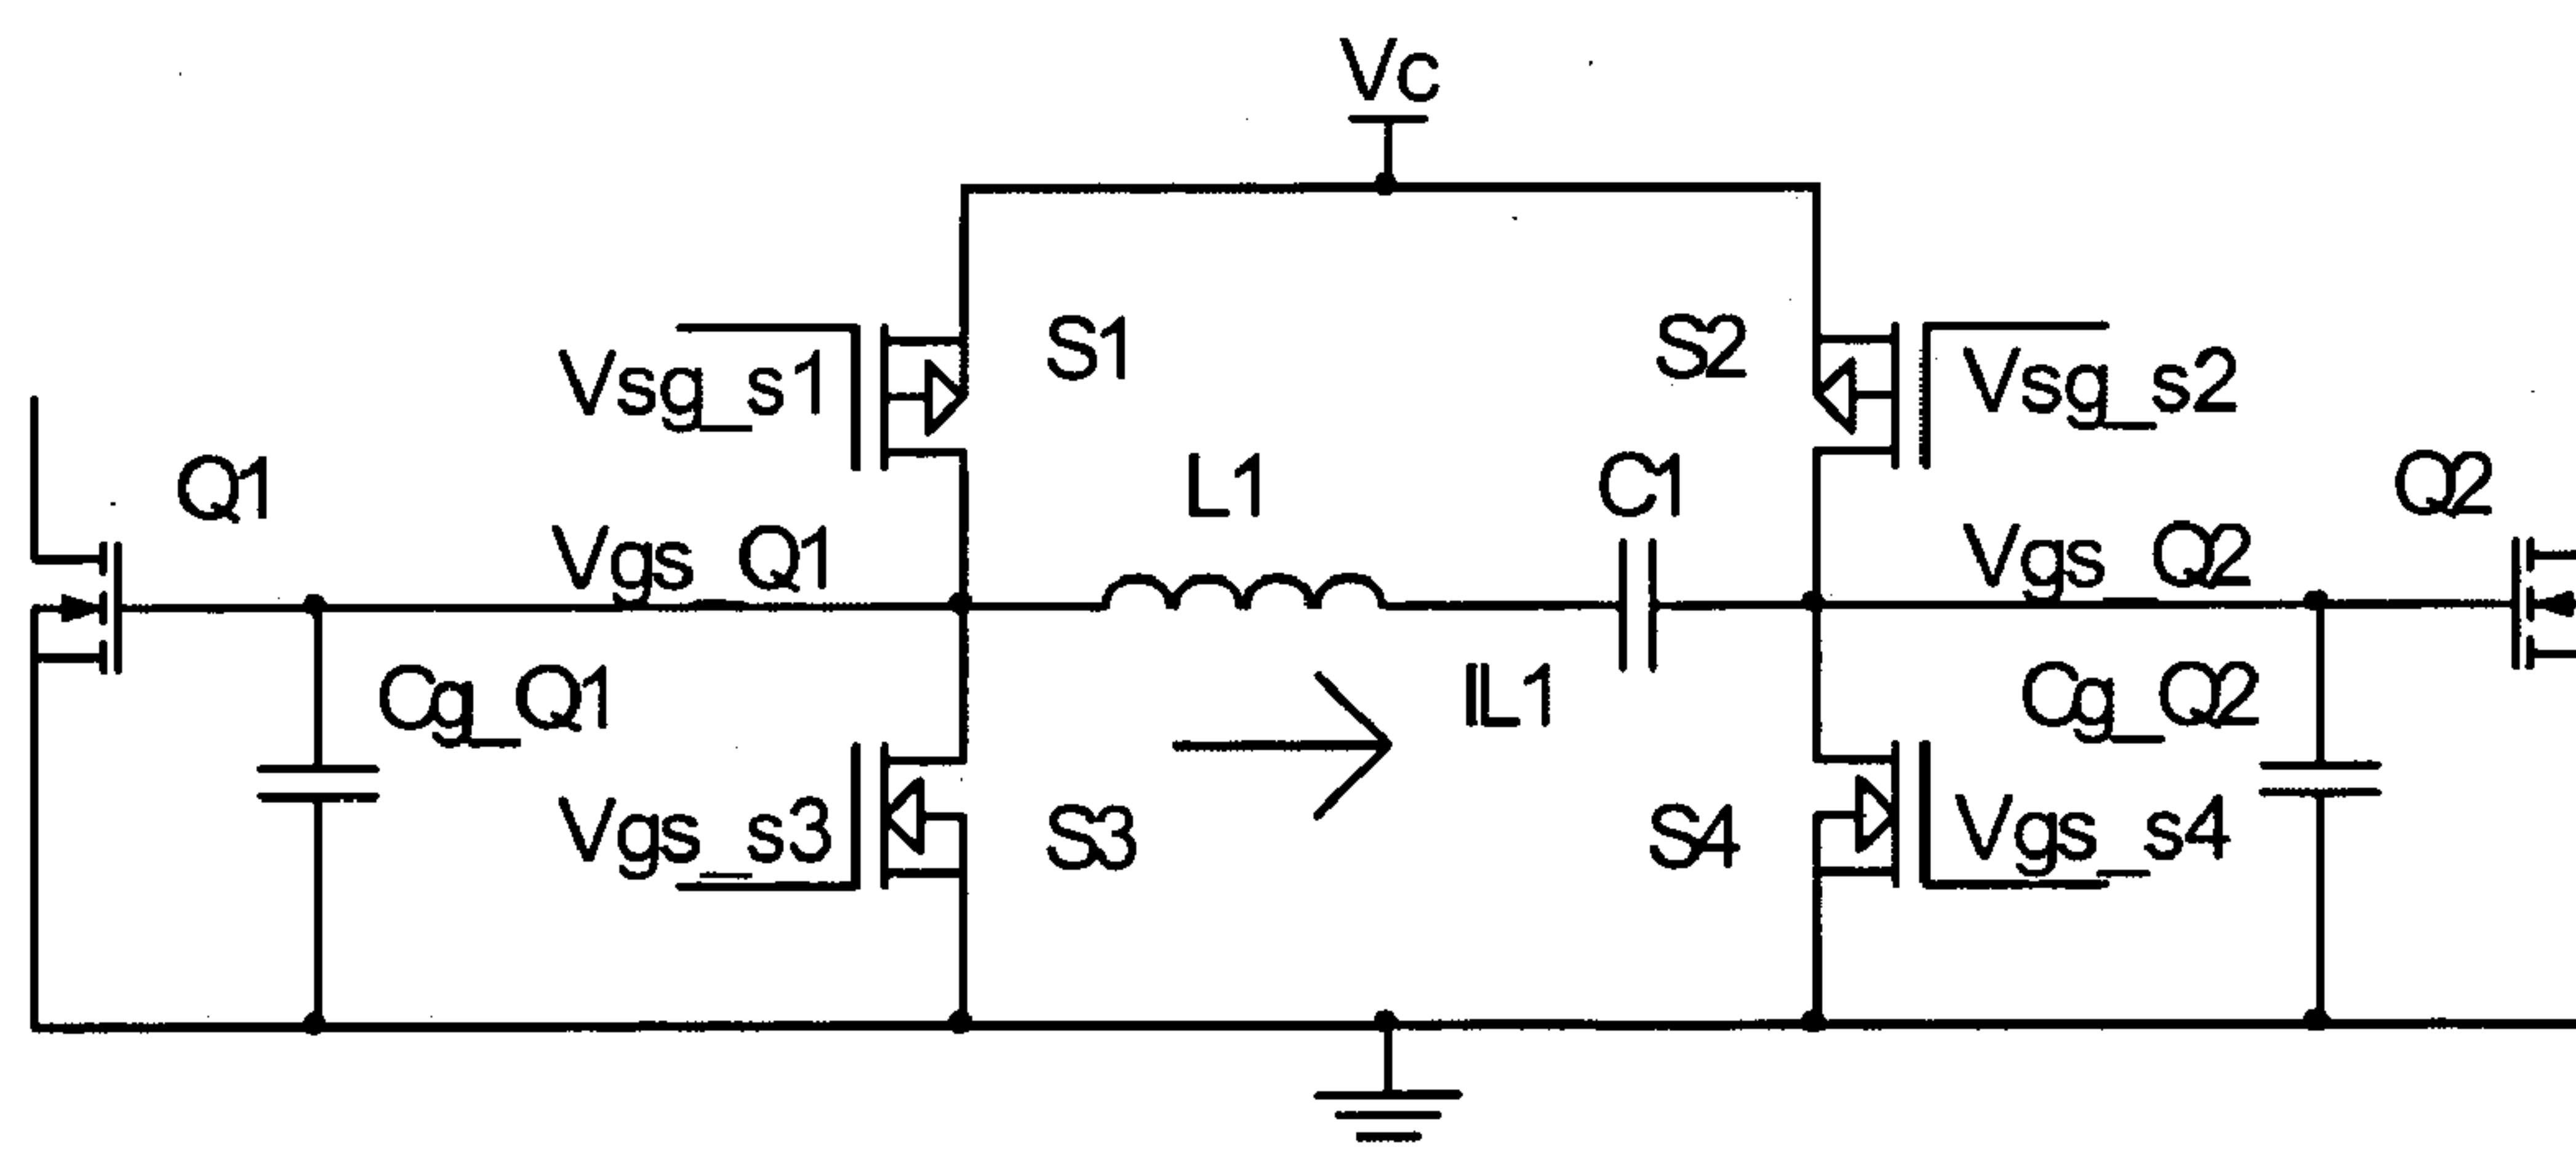 Vc
S1
S2
Vsg_s1
Vsg_s2
Q1
L1
C1
Q2
Vgs_Q1
Vgs_Q2
Cg_Q1
IL1
Cg_Q2
Vgs_s3
S3
S4
Vgs_s4